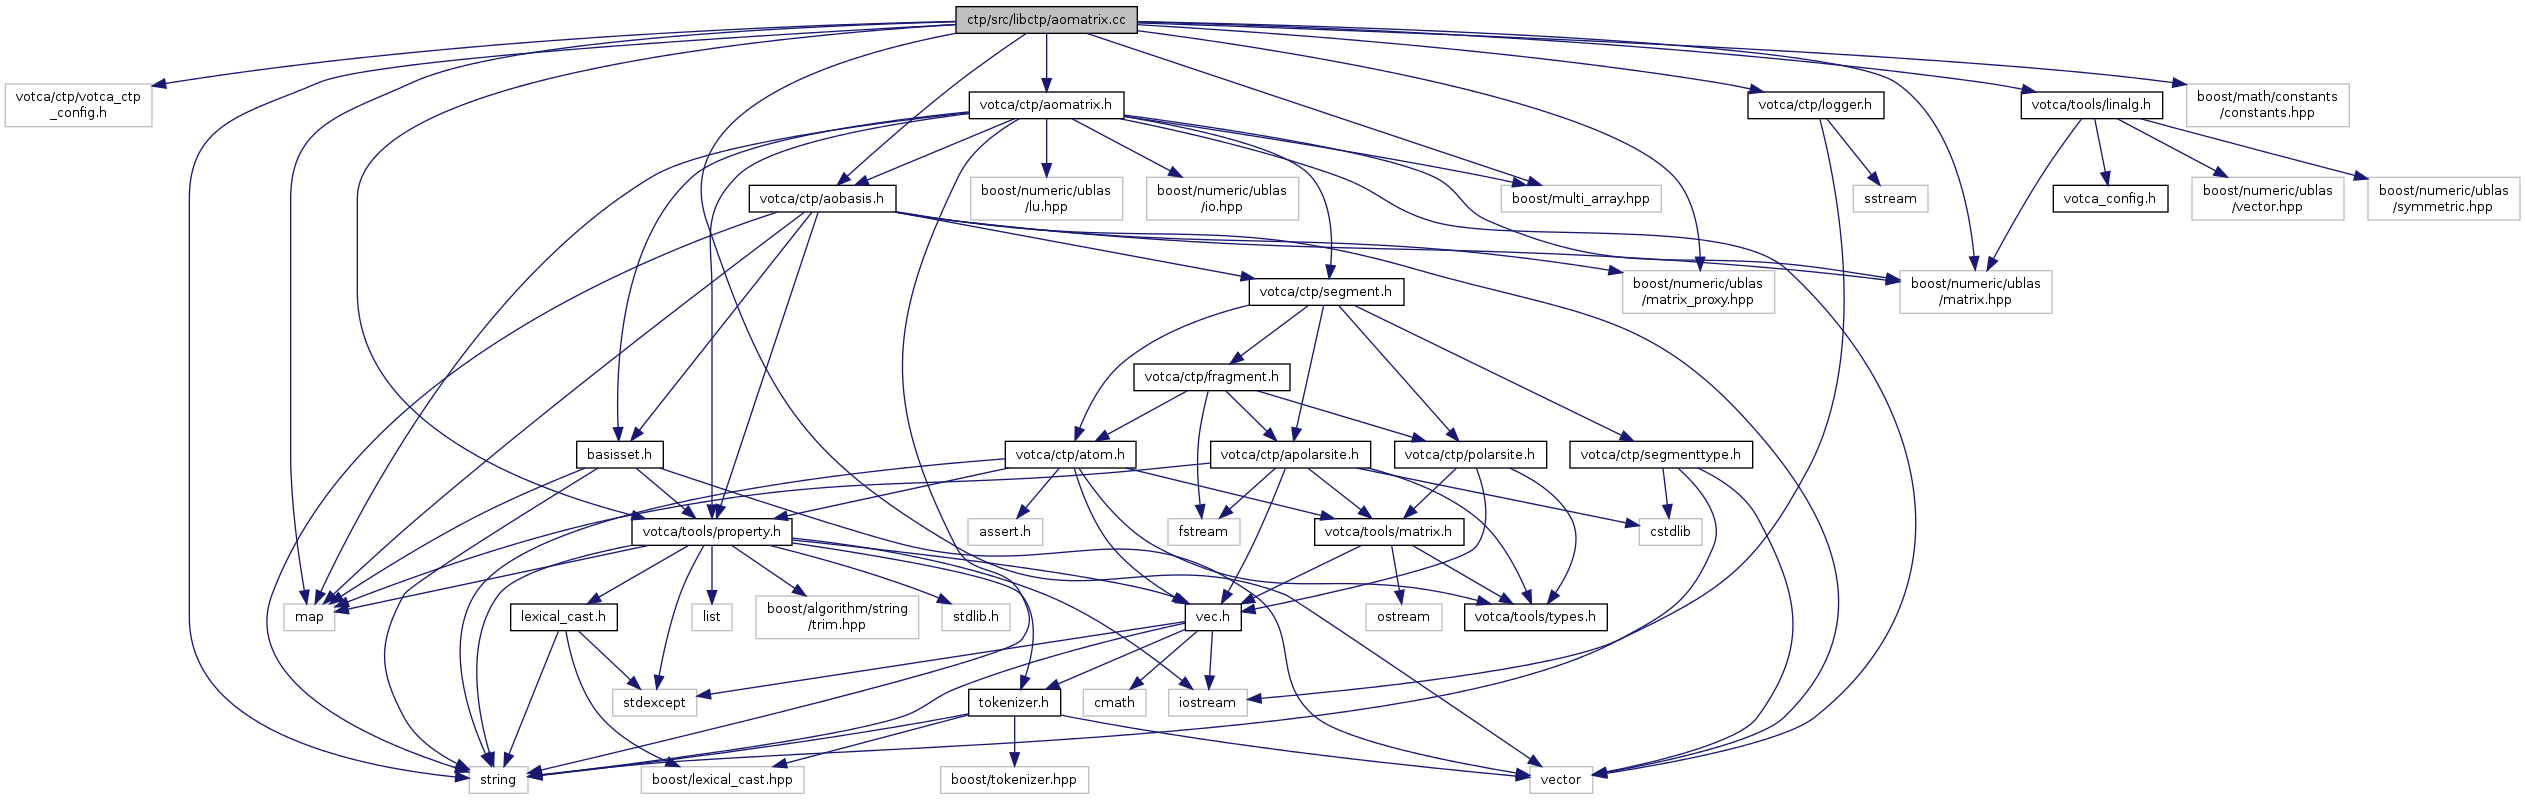 ctp/src/libctp/aomatrix.cc
votca/ctp/votca_ctp
_config.h
votca/ctp/aomatrix.h
votca/ctp/logger.h
votca/tools/linalg.h
boost/math/constants
/constants.hpp
votca/ctp/aobasis.h
boost/numeric/ublas
/lu.hpp
boost/numeric/ublas
/io.hpp
boost/multi_array.hpp
sstream
votca_config.h
boost/numeric/ublas
/vector.hpp
boost/numeric/ublas
/symmetric.hpp
votca/ctp/segment.h
boost/numeric/ublas
/matrix_proxy.hpp
boost/numeric/ublas
/matrix.hpp
votca/ctp/fragment.h
basisset.h
votca/ctp/atom.h
votca/ctp/apolarsite.h
votca/ctp/polarsite.h
votca/ctp/segmenttype.h
votca/tools/property.h
assert.h
fstream
votca/tools/matrix.h
cstdlib
map
lexical_cast.h
list
boost/algorithm/string
/trim.hpp
stdlib.h
vec.h
ostream
votca/tools/types.h
stdexcept
tokenizer.h
cmath
iostream
string
boost/lexical_cast.hpp
boost/tokenizer.hpp
vector